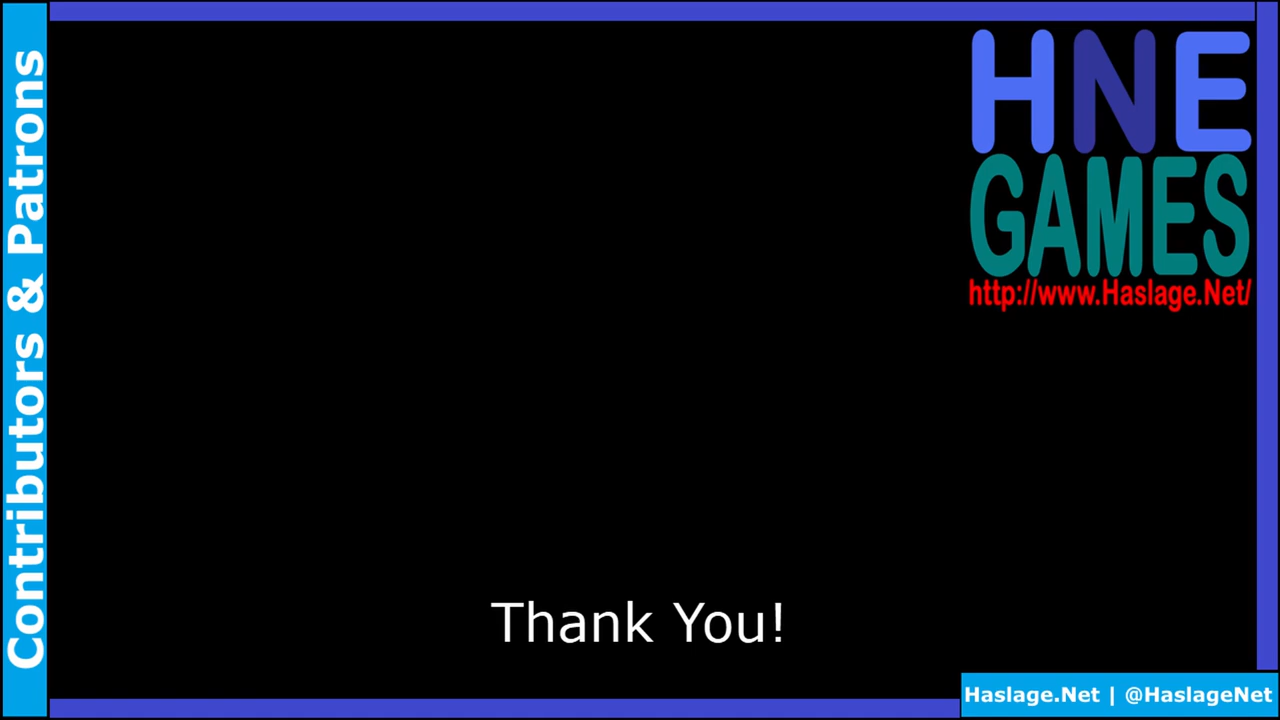 Contributors & Patrons
HNE
GAMES
http://www.Haslage.Net/
Thank You!
Haslage.Net | @HaslageNet